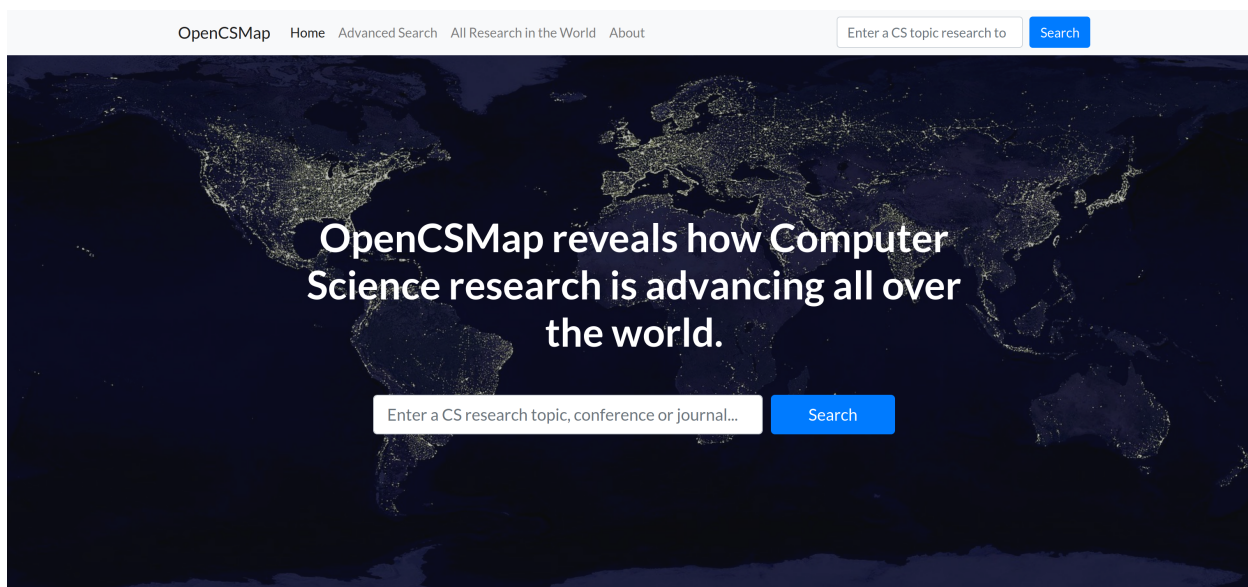 OpenCSMap Home Advanced Search All Research in the World About Enter a CS topic research to Search
OpenCSMap reveals how Computer
Science research is advancing all over
the world.
Enter a CS research topic, conference or journal... Search